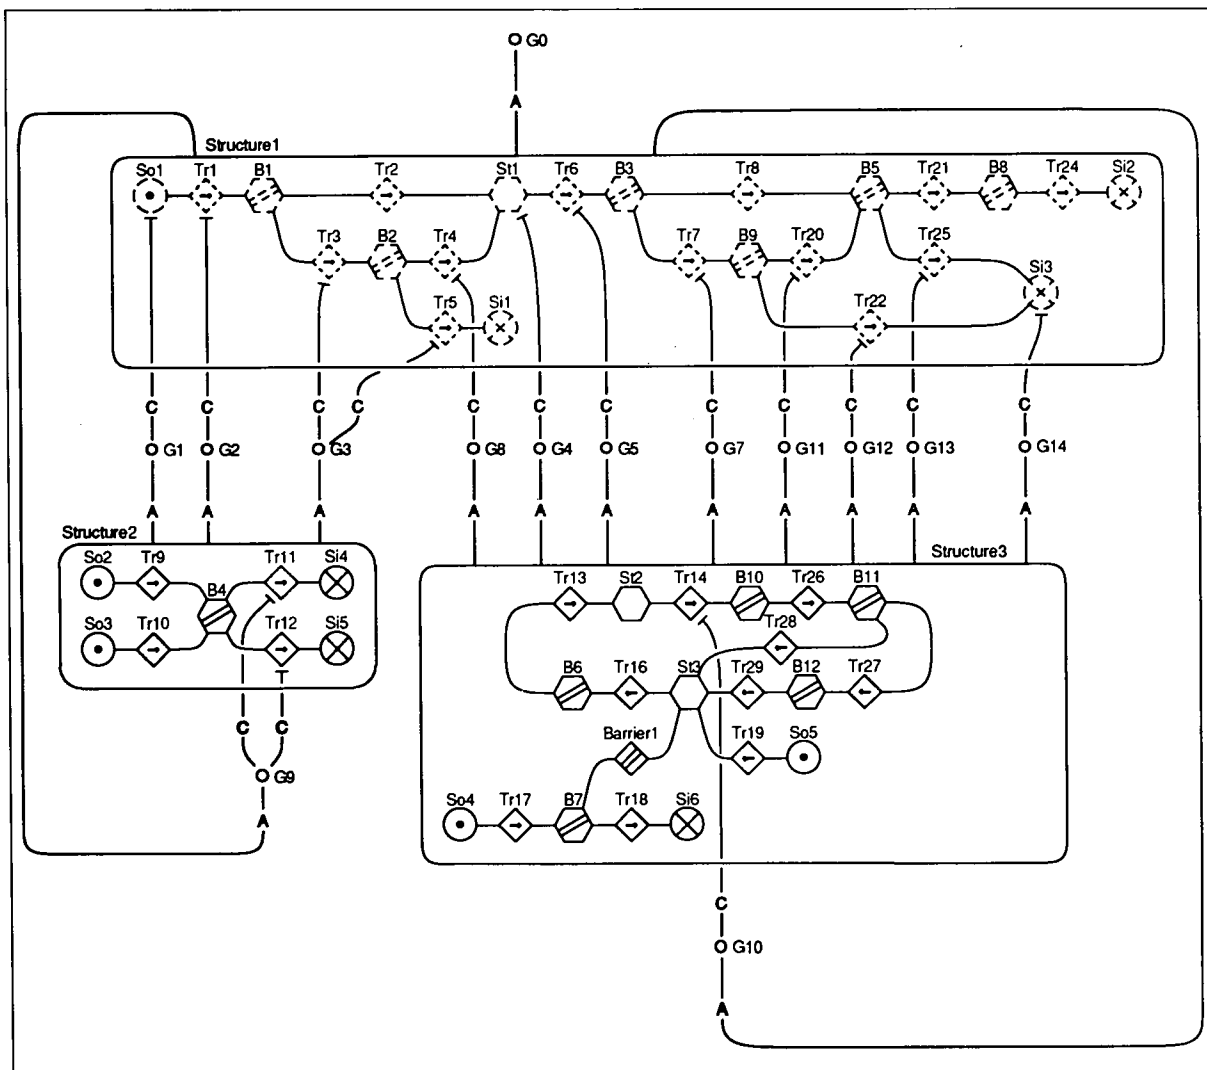 G0
A
Structure1
So1 Tr1 B1 Tr2 St1 Tr6 B3 Tr8 B5 Tr21 B8 Tr24 Si2
Tr3 B2 Tr4 Tr7 B9 Tr20 Tr25 Si3
Tr5 Si1 Tr22
C C C C C C C C C C C C
G1 G2 G3 G8 G4 G5 G7 G11 G12 G13 G14
A A A A A A A A A A A
Structure2 Structure3
So2 Tr9 Tr11 Si4
B4
So3 Tr10 Tr12 Si5
Tr13 St2 Tr14 B10 Tr26 B11
Tr28
B6 Tr16 St3 Tr29 B12 Tr27
C C
Barrier1 Tr19 So5
G9
A
So4 Tr17 B7 Tr18 Si6
C
G10
A